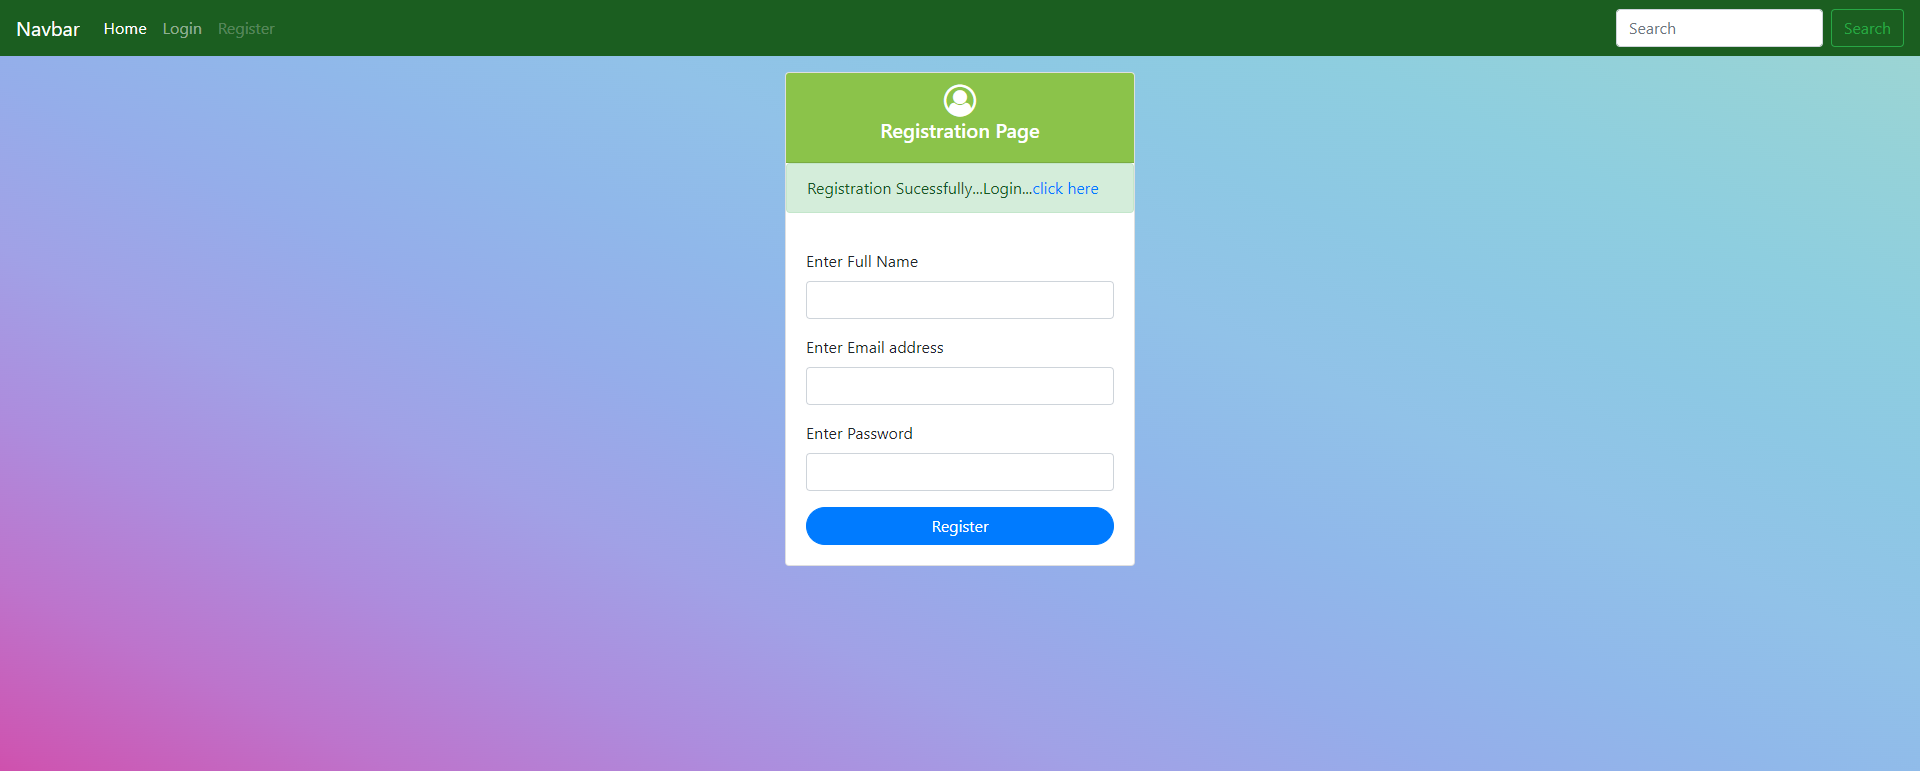 Navbar Home Login Register Search Search
Registration Page
Registration Sucessfully...Login...click here
Enter Full Name
Enter Email address
Enter Password
Register